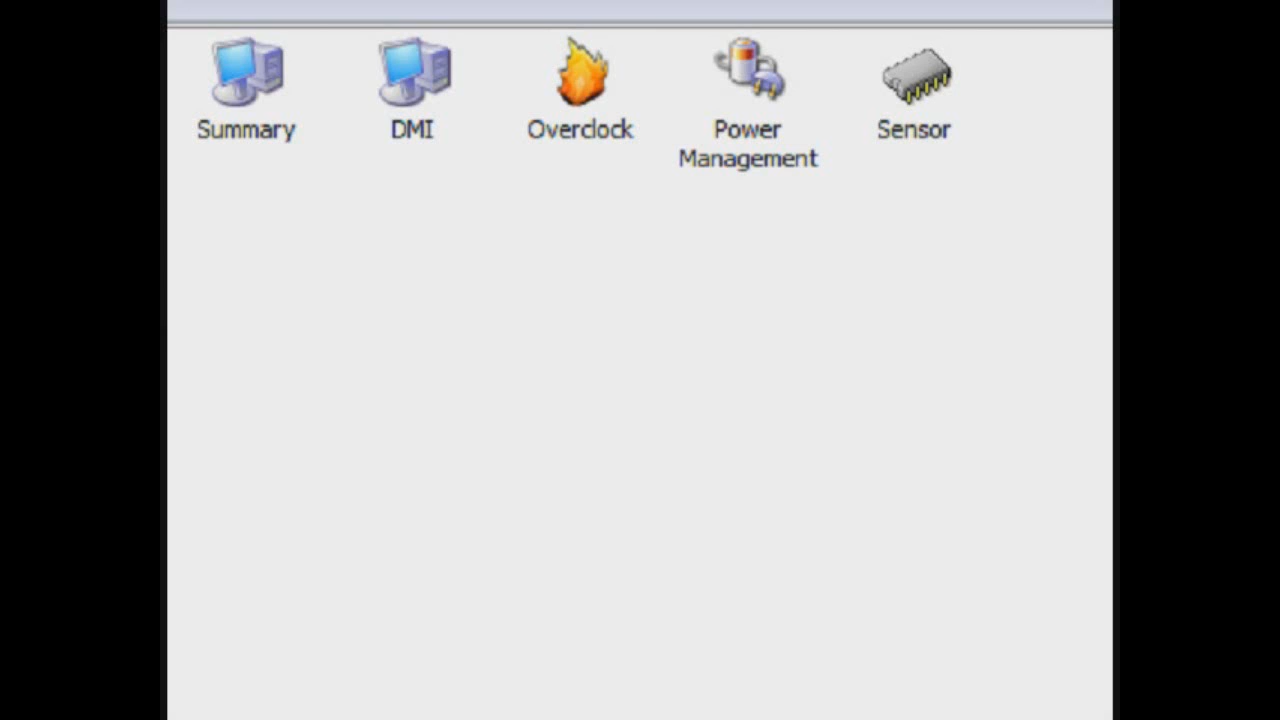 Summary
DMI
Overclock
Power
Management
Sensor